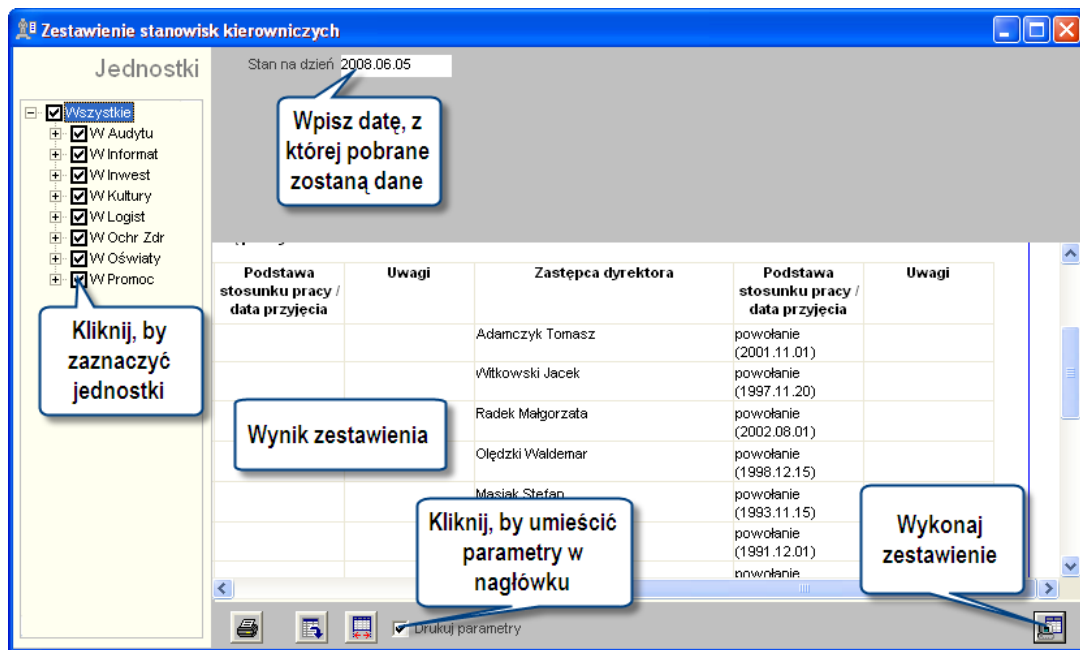 Zestawienie stanowisk kierowniczych
Jednostki
Stan na dzień 2008.06.05
Wszystkie
W Audytu
W Informat
W Inwest
W Kultury
W Logist
W Ochr Zdr
W Oświaty
W Promoc
Wpisz datę, z
której pobrane
zostaną dane
Kliknij, by
zaznaczyć
jednostki
Podstawa
stosunku pracy /
data przyjęcia
Uwagi
Zastępca dyrektora
Podstawa
stosunku pracy /
data przyjęcia
Uwagi
Adamczyk Tomasz
powołanie
(2001.11.01)
Witkowski Jacek
powołanie
(1997.11.20)
Radek Małgorzata
powołanie
(2002.08.01)
Olędzki Waldemar
powołanie
(1998.12.15)
Masiak Stefan
powołanie
(1993.11.15)
powołanie
(1991.12.01)
powołanie
Wynik zestawienia
Kliknij, by umieścić
parametry w
nagłówku
Wykonaj
zestawienie
Drukuj parametry